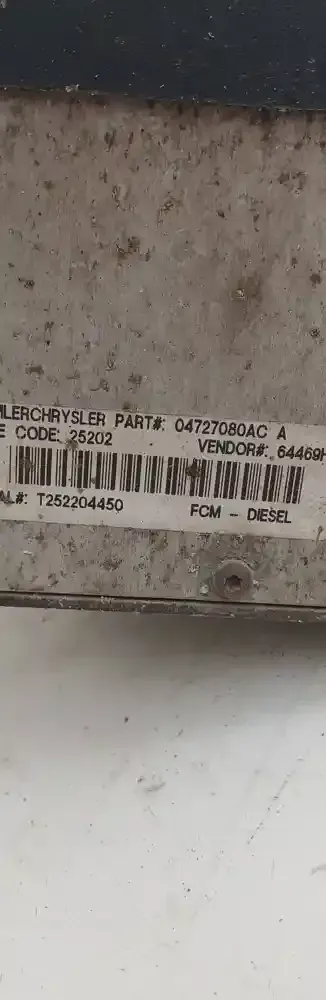 MLERCHRYSLER PART#: 04727080AC A
E CODE: 25202 VENDOR#: 64469H
AL#: T252204450 FCM - DIESEL